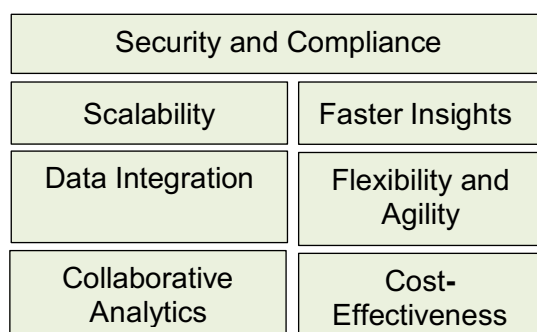 Security and Compliance
Scalability
Faster Insights
Data Integration
Flexibility and
Agility
Collaborative
Analytics
Cost-
Effectiveness